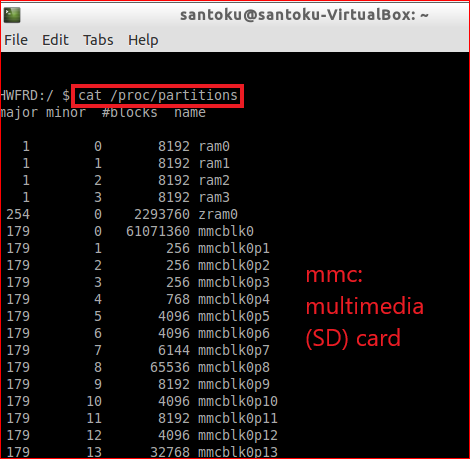 santoku@santoku-VirtualBox: ~
File Edit Tabs Help
HWFRD:/ $ cat /proc/partitions
major minor #blocks name
1 0 8192 ram0
1 1 8192 ram1
1 2 8192 ram2
1 3 8192 ram3
254 0 2293760 zram0
179 0 61071360 mmcblk0
179 1 256 mmcblk0p1
179 2 256 mmcblk0p2
179 3 256 mmcblk0p3
179 4 768 mmcblk0p4
179 5 4096 mmcblk0p5
179 6 4096 mmcblk0p6
179 7 6144 mmcblk0p7
179 8 65536 mmcblk0p8
179 9 8192 mmcblk0p9
179 10 4096 mmcblk0p10
179 11 8192 mmcblk0p11
179 12 4096 mmcblk0p12
179 13 32768 mmcblk0p13
mmc:
multimedia
(SD) card